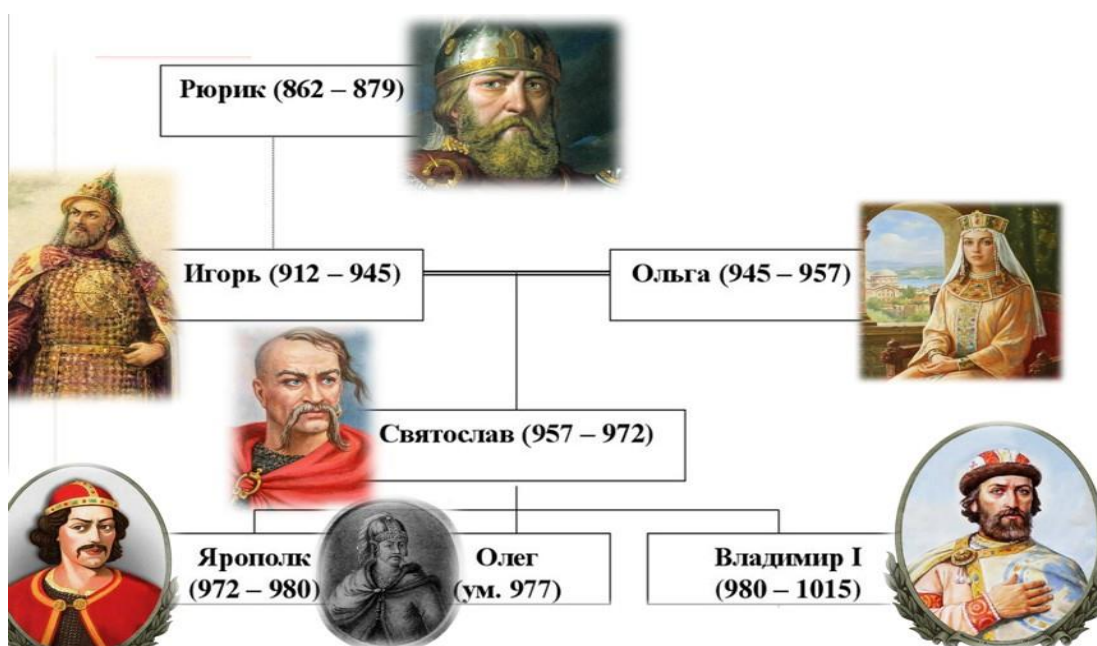 Рюрик (862 – 879)
Игорь (912 – 945)
Ольга (945 – 957)
Святослав (957 – 972)
Ярополк
(972 – 980)
Олег
(ум. 977)
Владимир I
(980 – 1015)